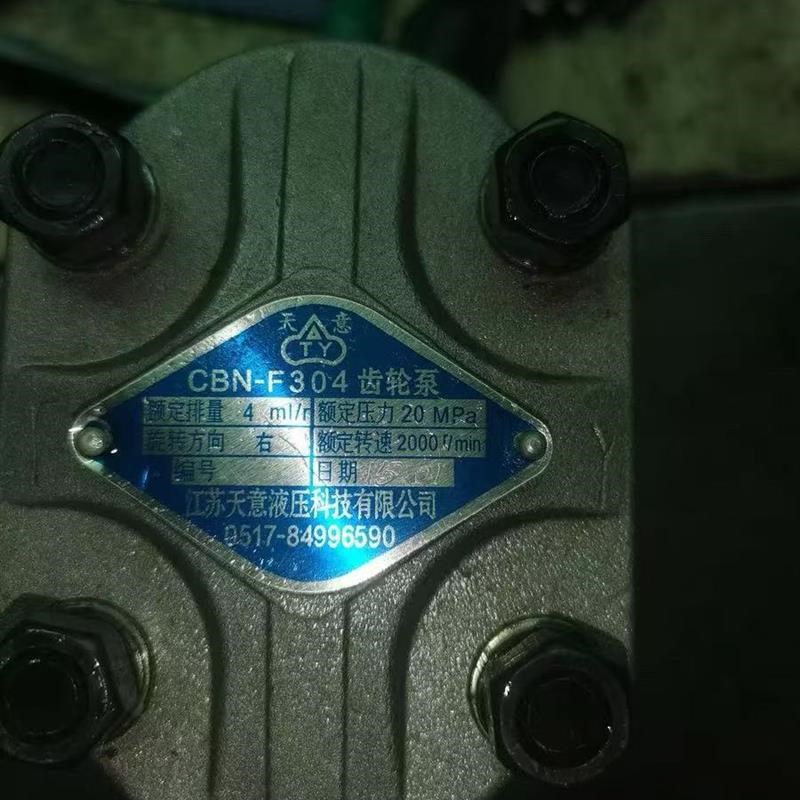 天 意
TY
CBN-F304 齿轮泵
额定排量 4 ml/r 额定压力 20 MPa
旋转方向 右 额定转速 2000 r/min
编号 日期
江苏天意液压科技有限公司
0517-84996590